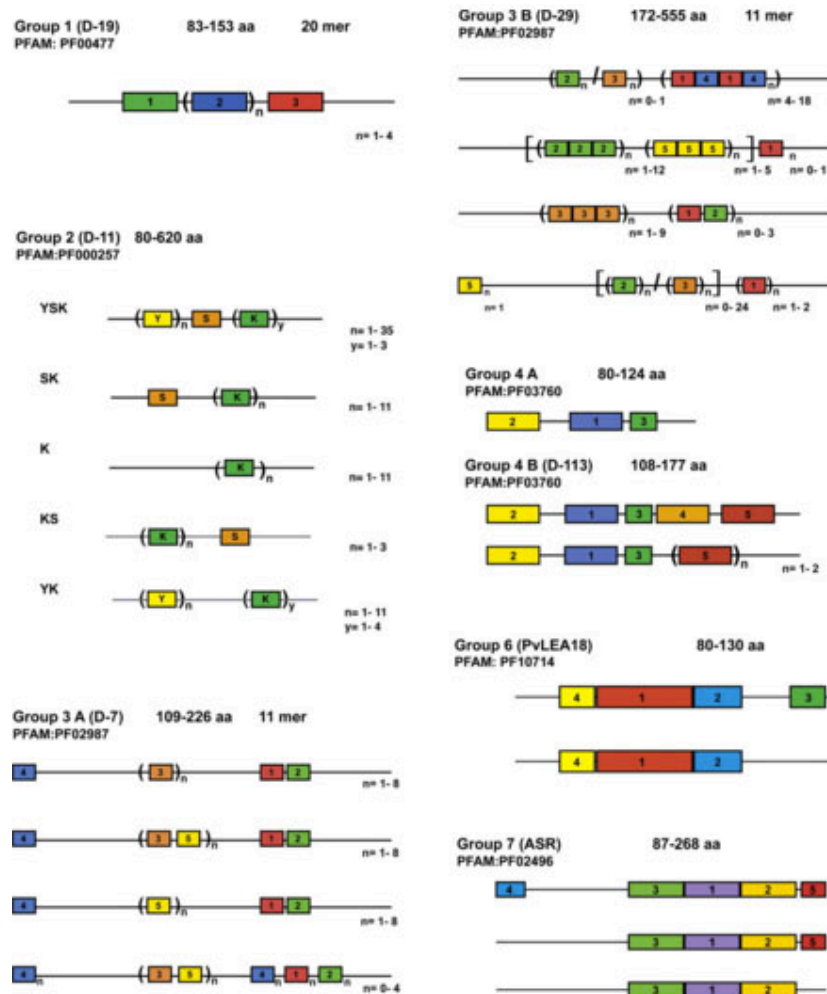 Group 1 (D-19) 83-153 aa 20 mer
PFAM: PF00477
1 ( 2 )n 3
n= 1- 4
Group 2 (D-11) 80-620 aa
PFAM:PF000257
YSK
( Y )n S ( K )y
n= 1- 35
y= 1- 3
SK
S ( K )n
n= 1- 11
K
( K )n
n= 1- 11
KS
( K )n S
n= 1- 3
YK
( Y )n ( K )y
n= 1- 11
y= 1- 4
Group 3 A (D-7) 109-226 aa 11 mer
PFAM:PF02987
4 ( 3 )n 1 2
n= 1- 8
4 ( 3 5 )n 1 2
n= 1- 8
4 ( 5 )n 1 2
n= 1- 8
4 n ( 3 5 )n 4 n 1 n 2 n
n= 0- 4
Group 3 B (D-29) 172-555 aa 11 mer
PFAM:PF02987
( 2 n / 3 n ) ( 1 4 1 4 n )
n= 0- 1 n= 4- 18
[ ( 2 2 2 )n ( 5 5 5 )n ] 1 n
n= 1-12 n= 1- 5 n= 0- 1
( 3 3 3 )n ( 1 2 )n
n= 1- 9 n= 0- 3
5 n [ ( 2 )n / ( 3 )n ] ( 1 )n
n= 1 n= 0- 24 n= 1- 2
Group 4 A 80-124 aa
PFAM:PF03760
2 1 3
Group 4 B (D-113) 108-177 aa
PFAM:PF03760
2 1 3 4 5
2 1 3 ( 5 )n
n= 1- 2
Group 6 (PvLEA18) 80-130 aa
PFAM: PF10714
4 1 2 3
4 1 2
Group 7 (ASR) 87-268 aa
PFAM:PF02496
4 3 1 2 5
3 1 2 5
3 1 2